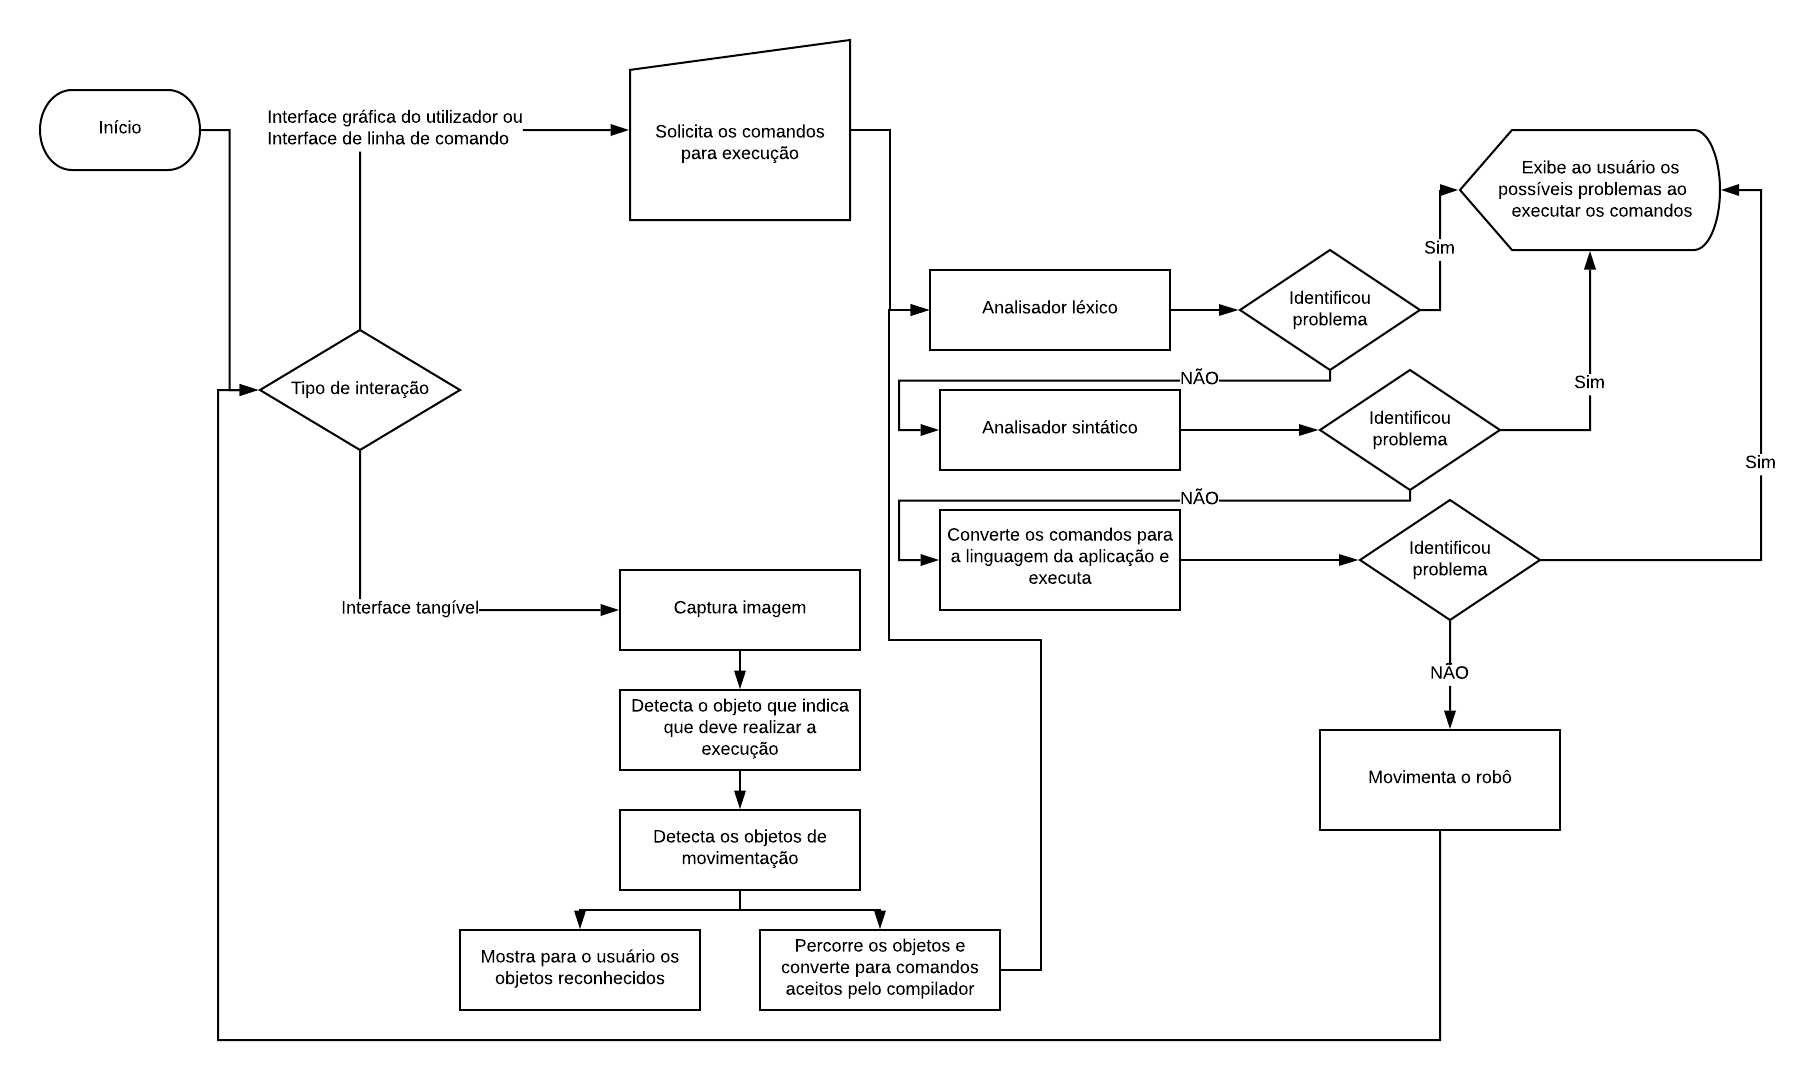 Início
Interface gráfica do utilizador ou
Interface de linha de comando
Solicita os comandos
para execução
Exibe ao usuário os
possíveis problemas ao
executar os comandos
Sim
Analisador léxico
Identificou
problema
NÃO
Tipo de interação
Sim
Analisador sintático
Identificou
problema
Sim
NÃO
Converte os comandos para
a linguagem da aplicação e
executa
Identificou
problema
Interface tangível
Captura imagem
NÃO
Detecta o objeto que indica
que deve realizar a
execução
Movimenta o robô
Detecta os objetos de
movimentação
Mostra para o usuário os
objetos reconhecidos
Percorre os objetos e
converte para comandos
aceitos pelo compilador